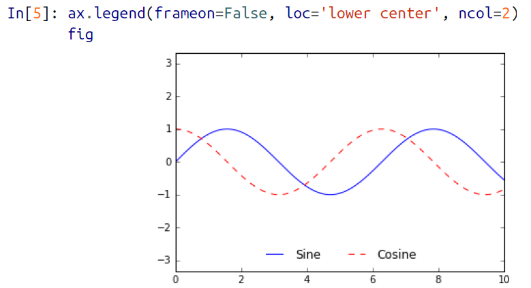 In[5]: ax.legend(frameon=False, loc='lower center', ncol=2)
fig
3
2
1
0
−1
−2
−3
Sine Cosine
0 2 4 6 8 10